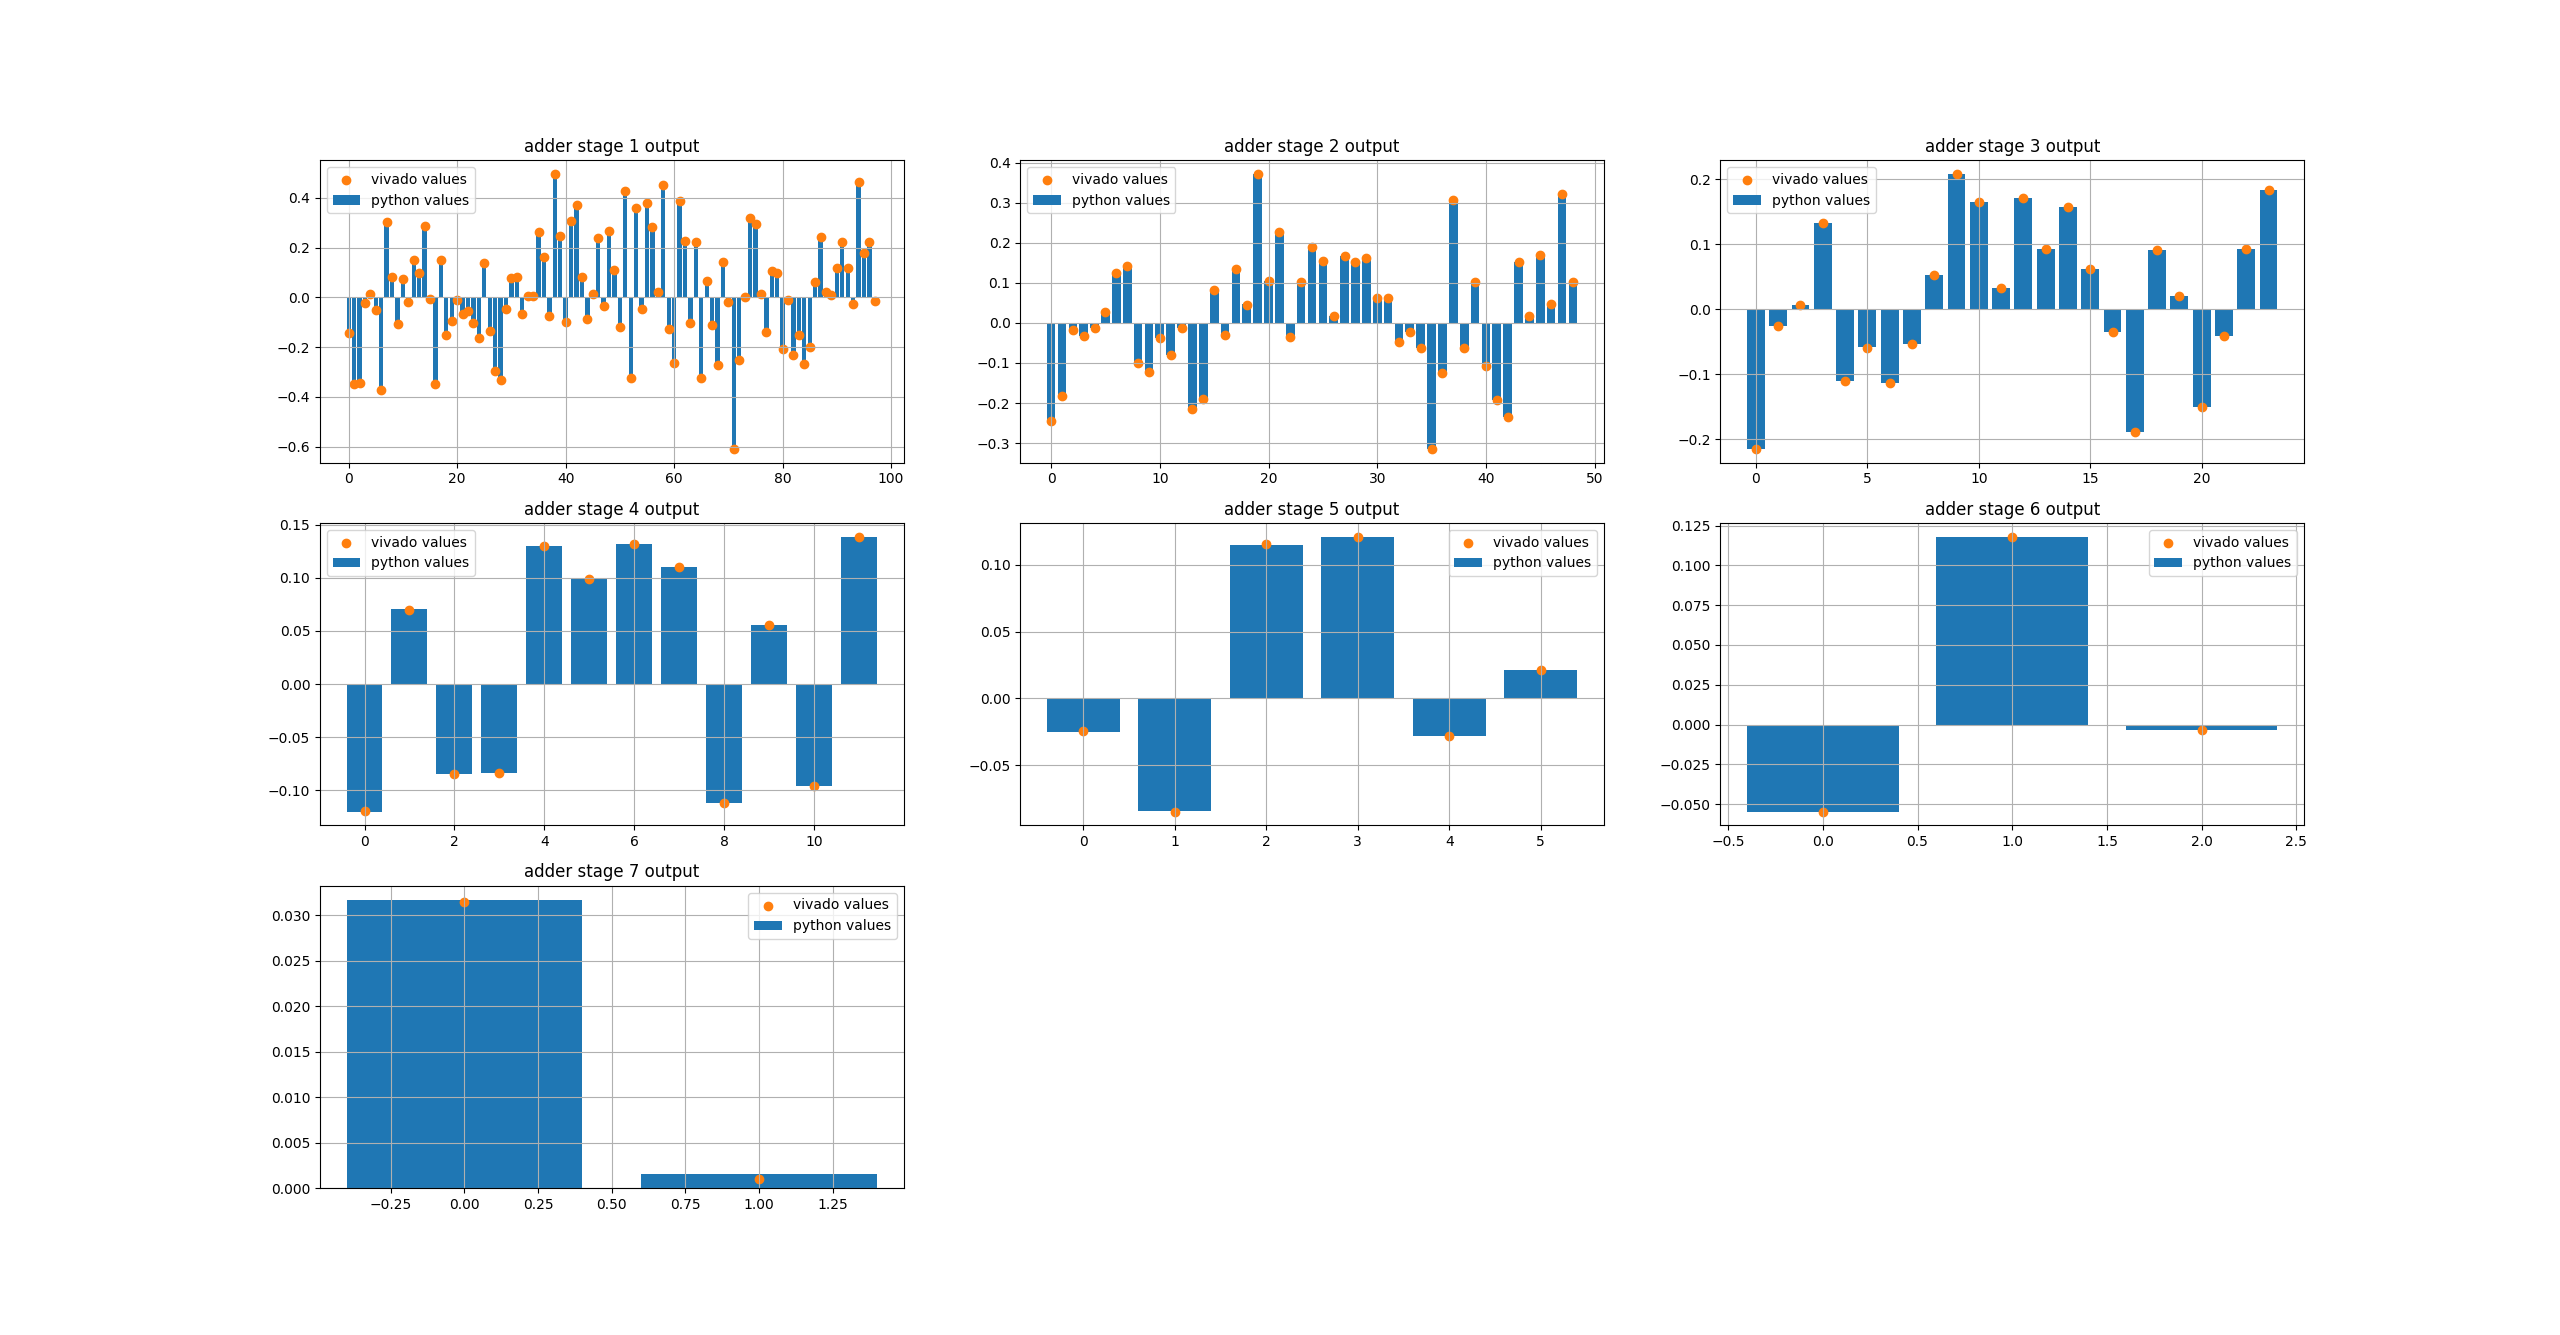 adder stage 1 output
vivado values
python values
0.4
0.2
0.0
−0.2
−0.4
−0.6
0 20 40 60 80 100
adder stage 2 output
vivado values
python values
0.4
0.3
0.2
0.1
0.0
−0.1
−0.2
−0.3
0 10 20 30 40 50
adder stage 3 output
vivado values
python values
0.2
0.1
0.0
−0.1
−0.2
0 5 10 15 20
adder stage 4 output
vivado values
python values
0.15
0.10
0.05
0.00
−0.05
−0.10
0 2 4 6 8 10
adder stage 5 output
vivado values
python values
0.10
0.05
0.00
−0.05
0 1 2 3 4 5
adder stage 6 output
vivado values
python values
0.125
0.100
0.075
0.050
0.025
0.000
−0.025
−0.050
−0.5 0.0 0.5 1.0 1.5 2.0 2.5
adder stage 7 output
vivado values
python values
0.030
0.025
0.020
0.015
0.010
0.005
0.000
−0.25 0.00 0.25 0.50 0.75 1.00 1.25